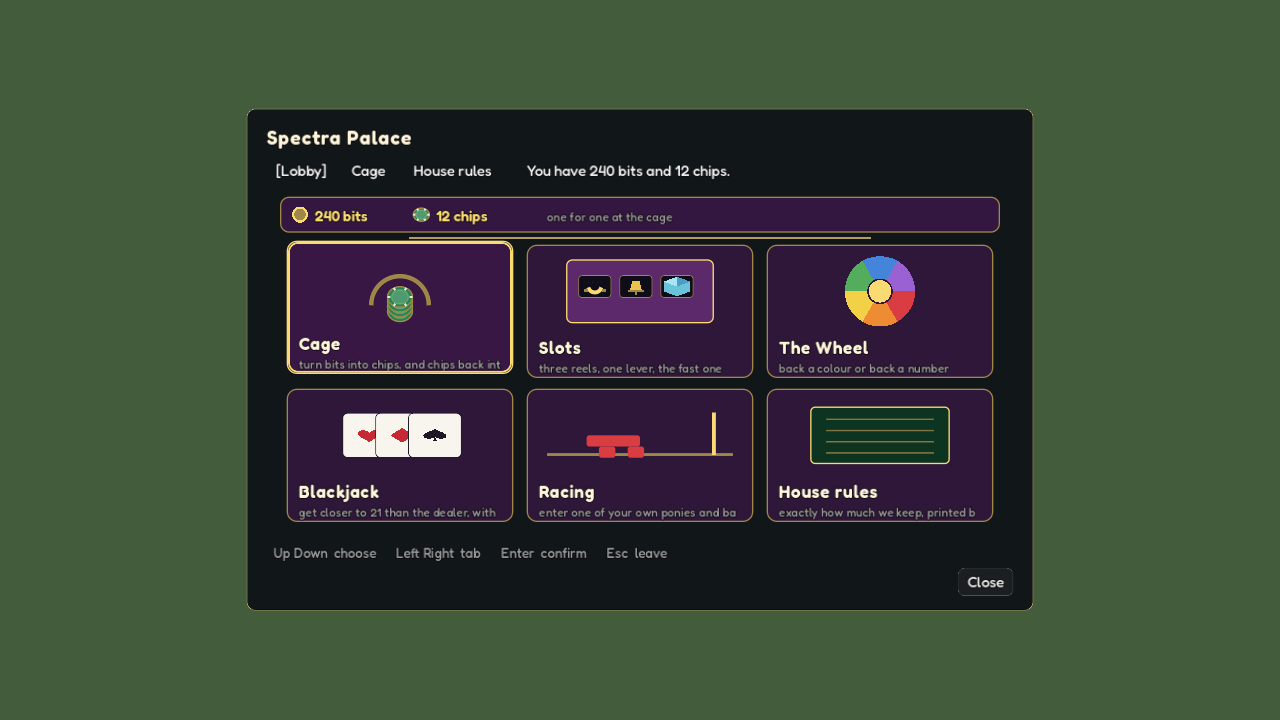 Spectra Palace
[Lobby] Cage House rules You have 240 bits and 12 chips.
240 bits 12 chips one for one at the cage
Cage
turn bits into chips, and chips back int
Slots
three reels, one lever, the fast one
The Wheel
back a colour or back a number
Blackjack
get closer to 21 than the dealer, with
Racing
enter one of your own ponies and ba
House rules
exactly how much we keep, printed b
Up Down choose Left Right tab Enter confirm Esc leave
Close